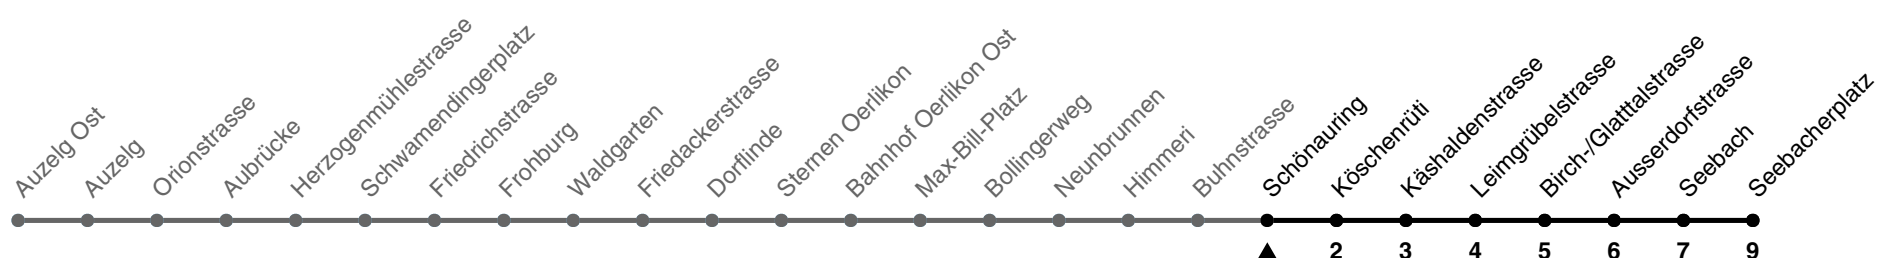 Auzelg Ost
Auzelg
Orionstrasse
Aubrücke
Herzogenmühlestrasse
Schwamendingerplatz
Friedrichstrasse
Frohburg
Waldgarten
Friedackerstrasse
Dorflinde
Sternen Oerlikon
Bahnhof Oerlikon Ost
Max-Bill-Platz
Bollingerweg
Neunbrunnen
Himmeri
Buhnstrasse
Schönauring
Köschenrüti
Käshaldenstrasse
Leimgrübelstrasse
Birch-/Glatttalstrasse
Ausserdorfstrasse
Seebach
Seebacherplatz
2 3 4 5 6 7 9